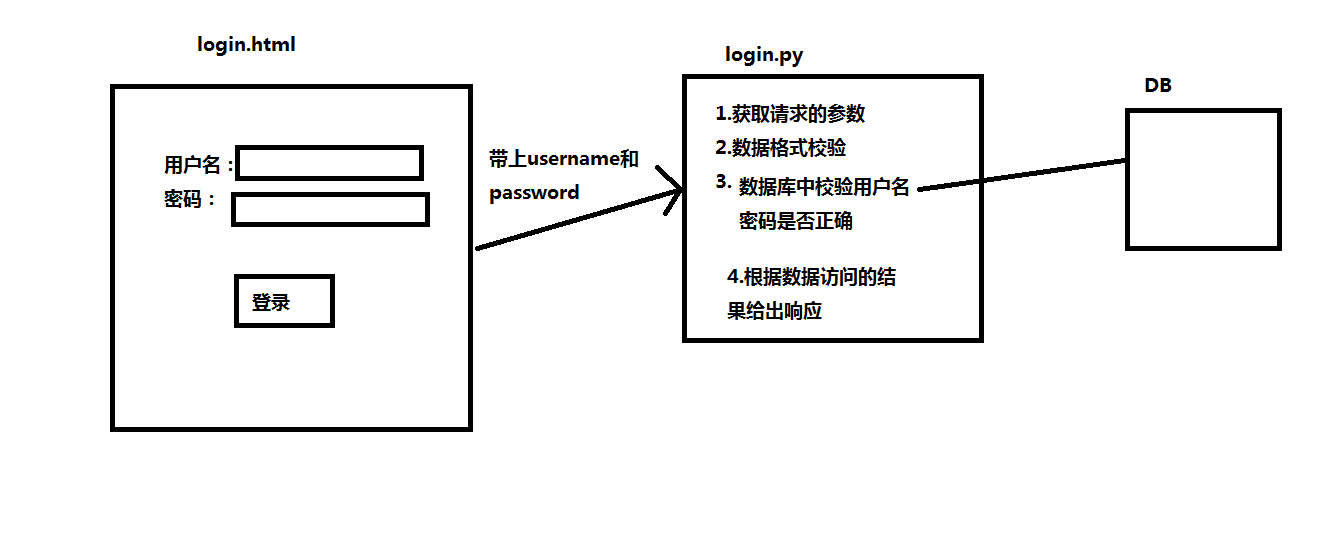 login.html
用户名：
密码：
登录
带上username和
password
login.py
1.获取请求的参数
2.数据格式校验
3. 数据库中校验用户名
密码是否正确
4.根据数据访问的结
果给出响应
DB